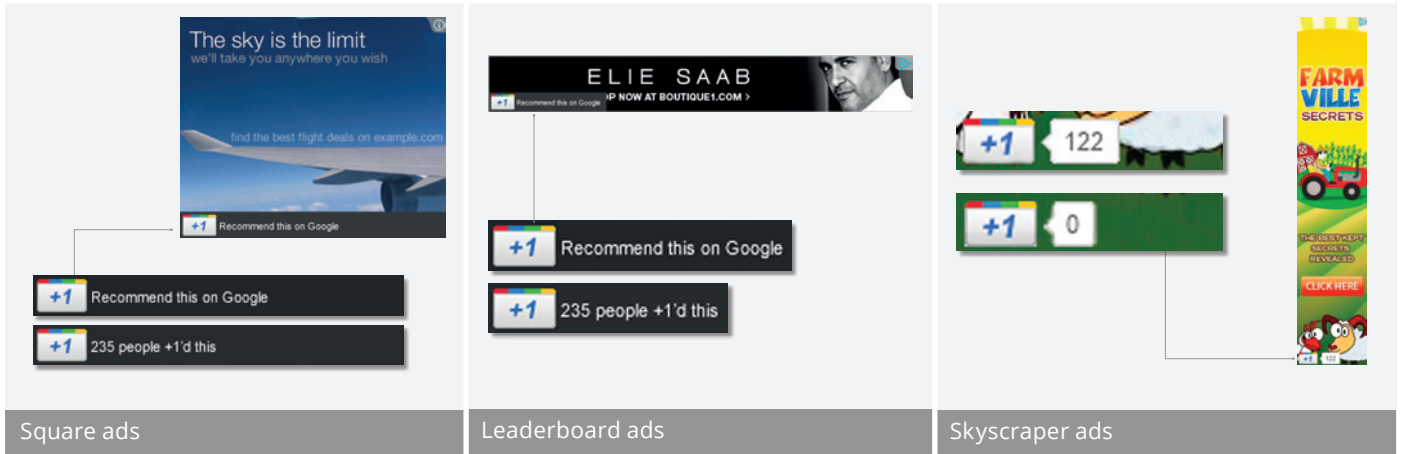 The sky is the limit
we'll take you anywhere you wish
find the best flight deals on example.com
+1 Recommend this on Google
+1 Recommend this on Google
+1 235 people +1'd this
Square ads
ELIE SAAB
OP NOW AT BOUTIQUE1.COM >
+1 Recommend this on Google
+1 Recommend this on Google
+1 235 people +1'd this
Leaderboard ads
+1 122
+1 0
FARM
VILLE
SECRETS
THE BEST KEPT
SECRETS
REVEALED
CLICK HERE
+1 122
Skyscraper ads